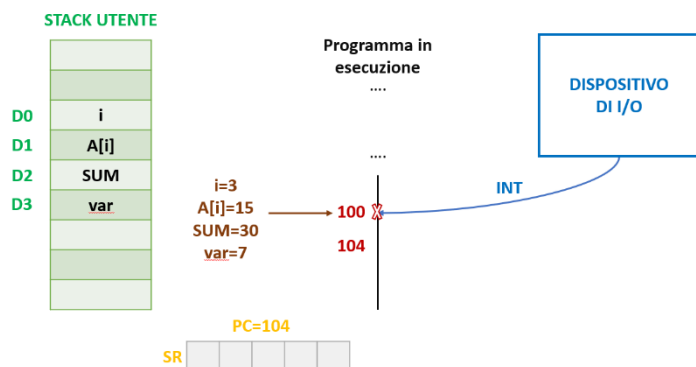 STACK UTENTE
D0 i
D1 A[i]
D2 SUM
D3 var
Programma in
esecuzione
....
....
i=3
A[i]=15
SUM=30
var=7
100
104
DISPOSITIVO
DI I/O
INT
PC=104
SR